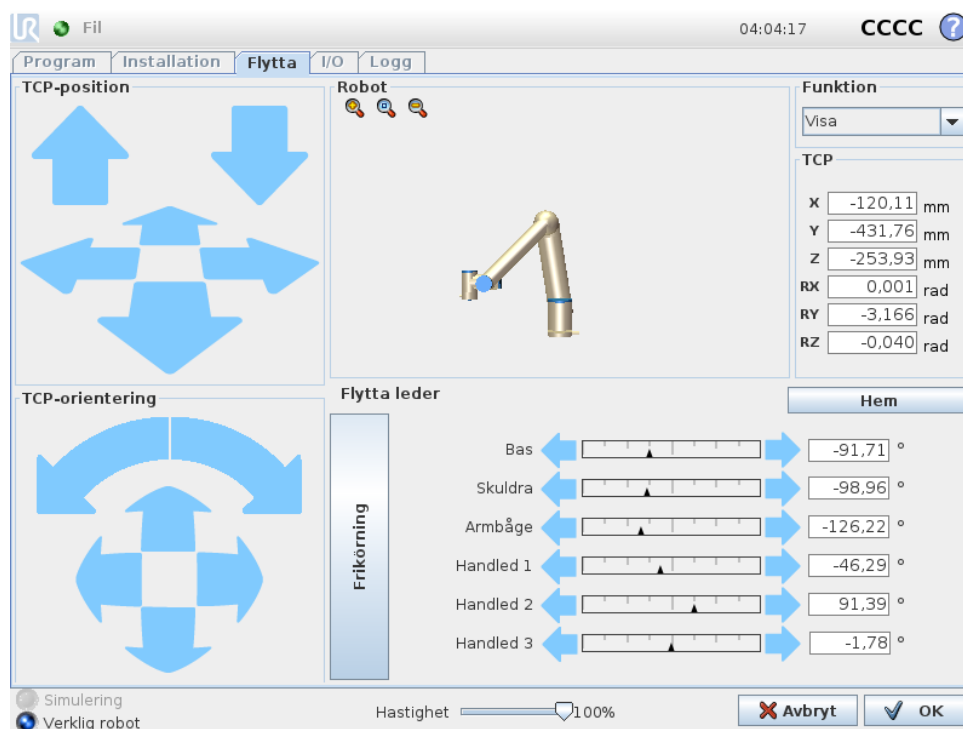 UR Fil 04:04:17 CCCC ?
Program Installation Flytta I/O Logg
TCP-position
Robot
Funktion
Visa
TCP
X -120,11 mm
Y -431,76 mm
Z -253,93 mm
RX 0,001 rad
RY -3,166 rad
RZ -0,040 rad
TCP-orientering
Flytta leder
Hem
Frikörning
Bas -91,71 °
Skuldra -98,96 °
Armbåge -126,22 °
Handled 1 -46,29 °
Handled 2 91,39 °
Handled 3 -1,78 °
Simulering
Verklig robot
Hastighet 100%
Avbryt
OK